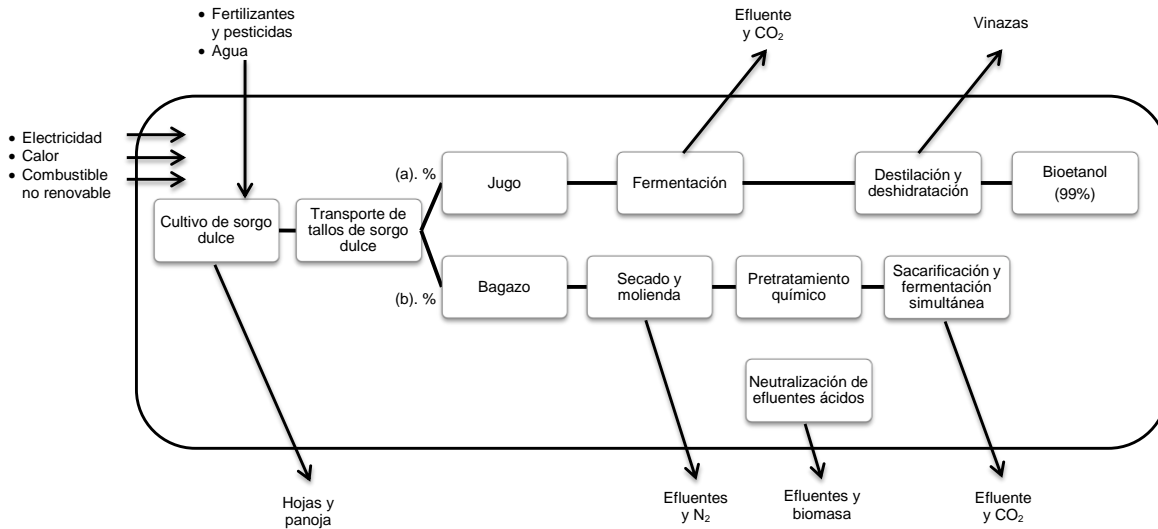 • Fertilizantes
y pesticidas
• Agua
Efluente
y CO₂
Vinazas
• Electricidad
• Calor
• Combustible
no renovable
(a). %
Jugo
Fermentación
Destilación y
deshidratación
Bioetanol
(99%)
Cultivo de sorgo
dulce
Transporte de
tallos de sorgo
dulce
(b). %
Bagazo
Secado y
molienda
Pretratamiento
químico
Sacarificación y
fermentación
simultánea
Neutralización de
efluentes ácidos
Hojas y
panoja
Efluentes
y N₂
Efluentes y
biomasa
Efluente
y CO₂